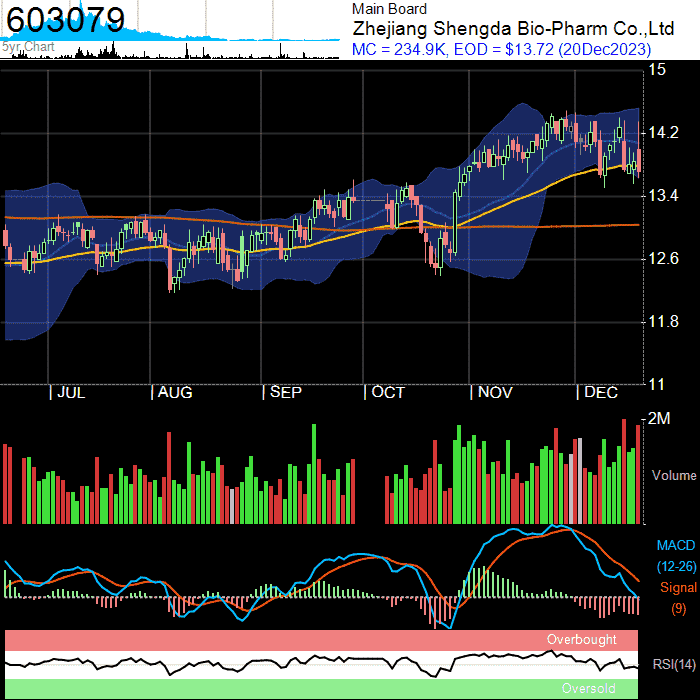 603079
5yr Chart
Main Board
Zhejiang Shengda Bio-Pharm Co.,Ltd
MC = 234.9K, EOD = $13.72 (20Dec2023)
15
14.2
13.4
12.6
11.8
11
| JUL | AUG | SEP | OCT | NOV | DEC
2M
Volume
MACD
(12-26)
Signal
(9)
Overbought
RSI(14)
Oversold